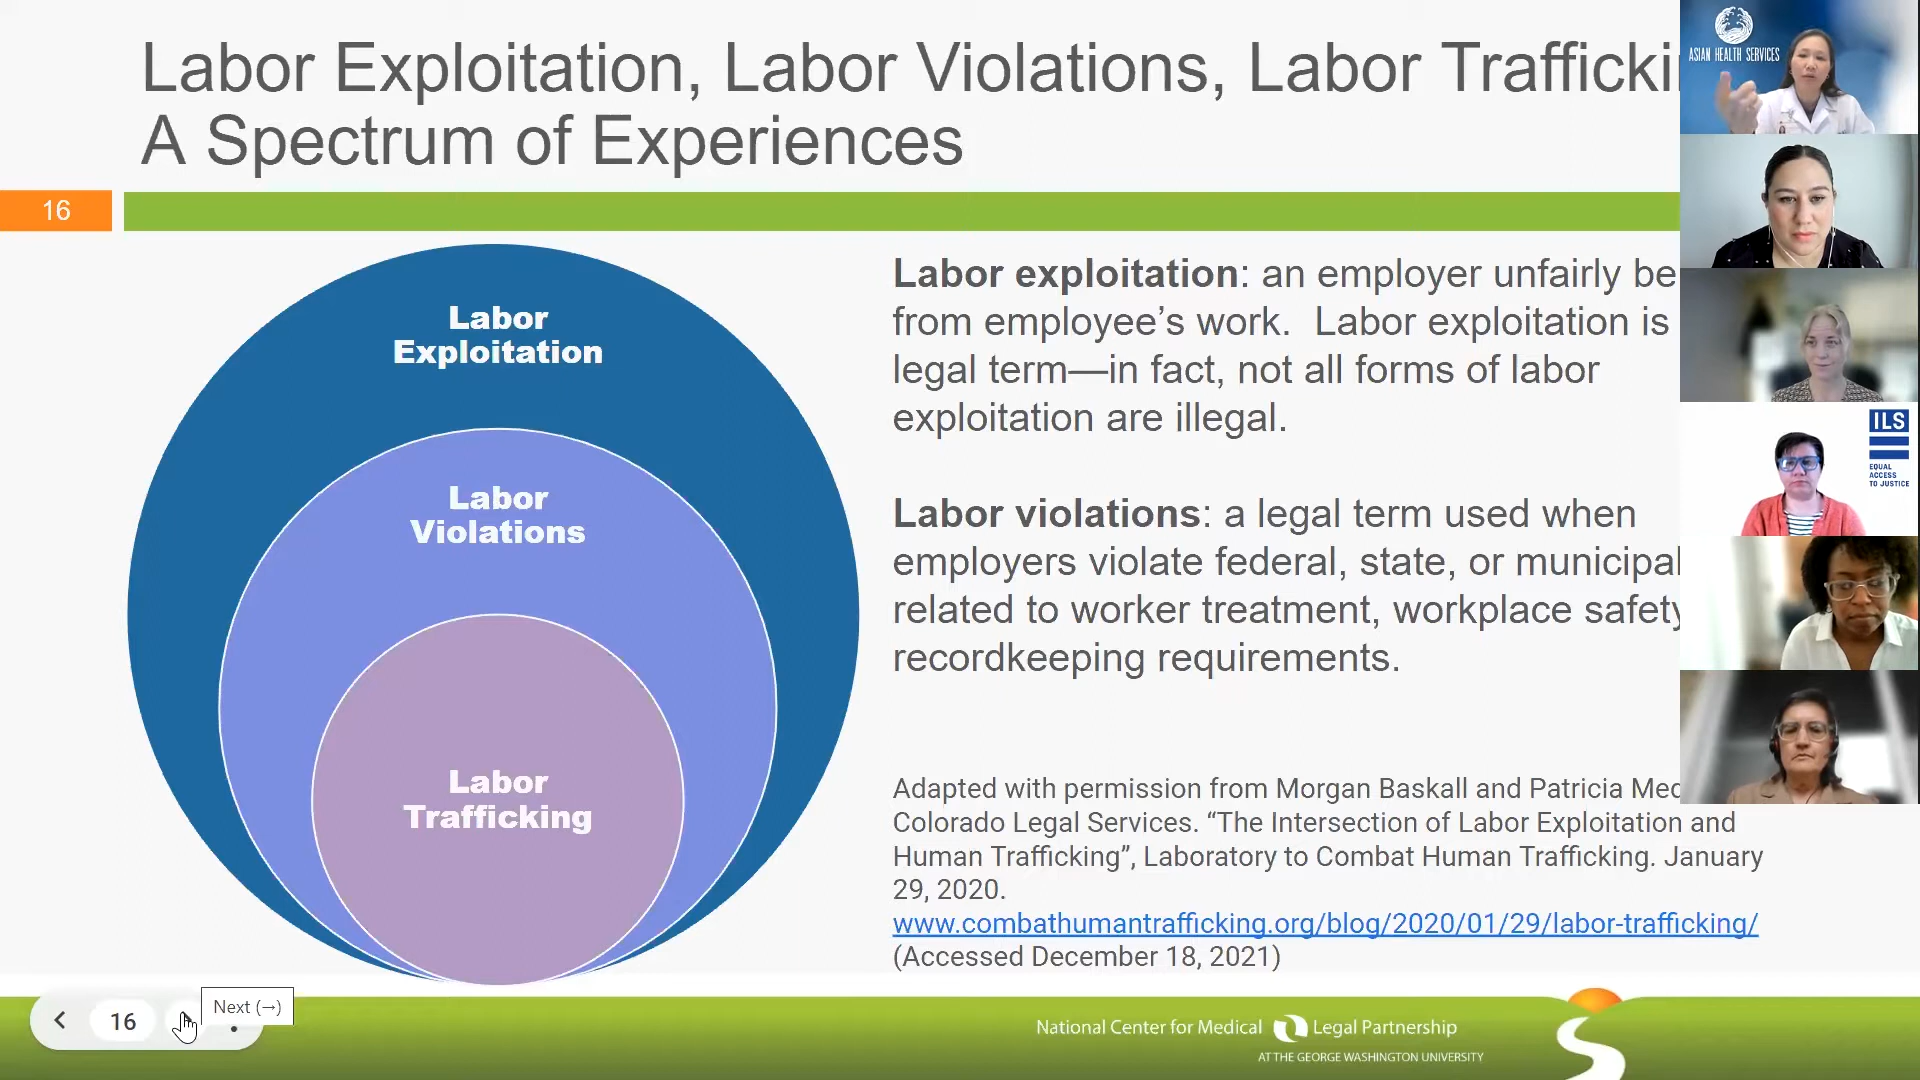 Labor Exploitation, Labor Violations, Labor Trafficki
A Spectrum of Experiences
16
Labor
Exploitation
Labor
Violations
Labor
Trafficking
Labor exploitation: an employer unfairly be
from employee’s work.  Labor exploitation is
legal term—in fact, not all forms of labor
exploitation are illegal.
Labor violations: a legal term used when
employers violate federal, state, or municipal
related to worker treatment, workplace safety
recordkeeping requirements.
Adapted with permission from Morgan Baskall and Patricia Med
Colorado Legal Services. “The Intersection of Labor Exploitation and
Human Trafficking”, Laboratory to Combat Human Trafficking. January
29, 2020.
www.combathumantrafficking.org/blog/2020/01/29/labor-trafficking/
(Accessed December 18, 2021)
16
Next (→)
National Center for Medical Legal Partnership
AT THE GEORGE WASHINGTON UNIVERSITY
ASIAN HEALTH SERVICES
ILS
EQUAL
ACCESS
TO JUSTICE